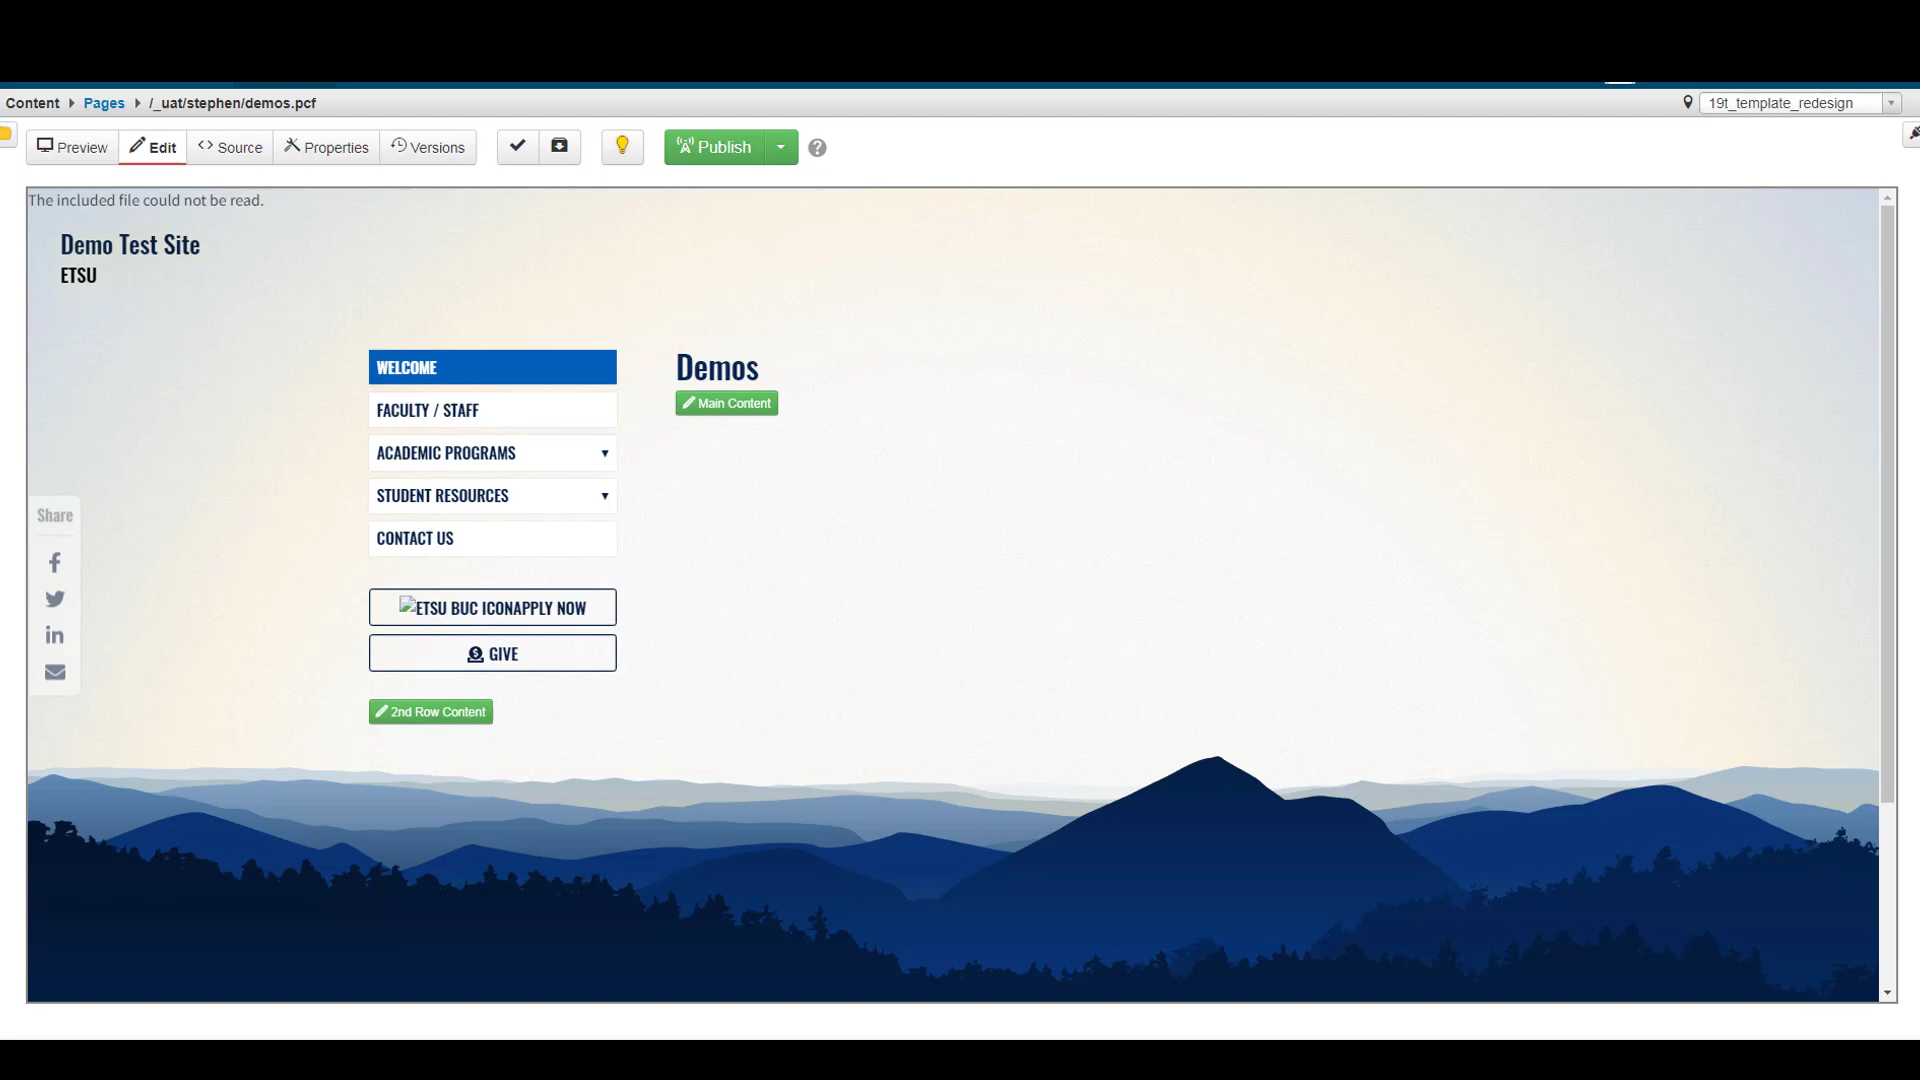 Content Pages /_uat/stephen/demos.pcf 19t_template_redesign
Preview Edit Source Properties Versions Publish
The included file could not be read.
Demo Test Site
ETSU
WELCOME
FACULTY / STAFF
ACADEMIC PROGRAMS
STUDENT RESOURCES
CONTACT US
ETSU BUC ICONAPPLY NOW
GIVE
2nd Row Content
Demos
Main Content
Share